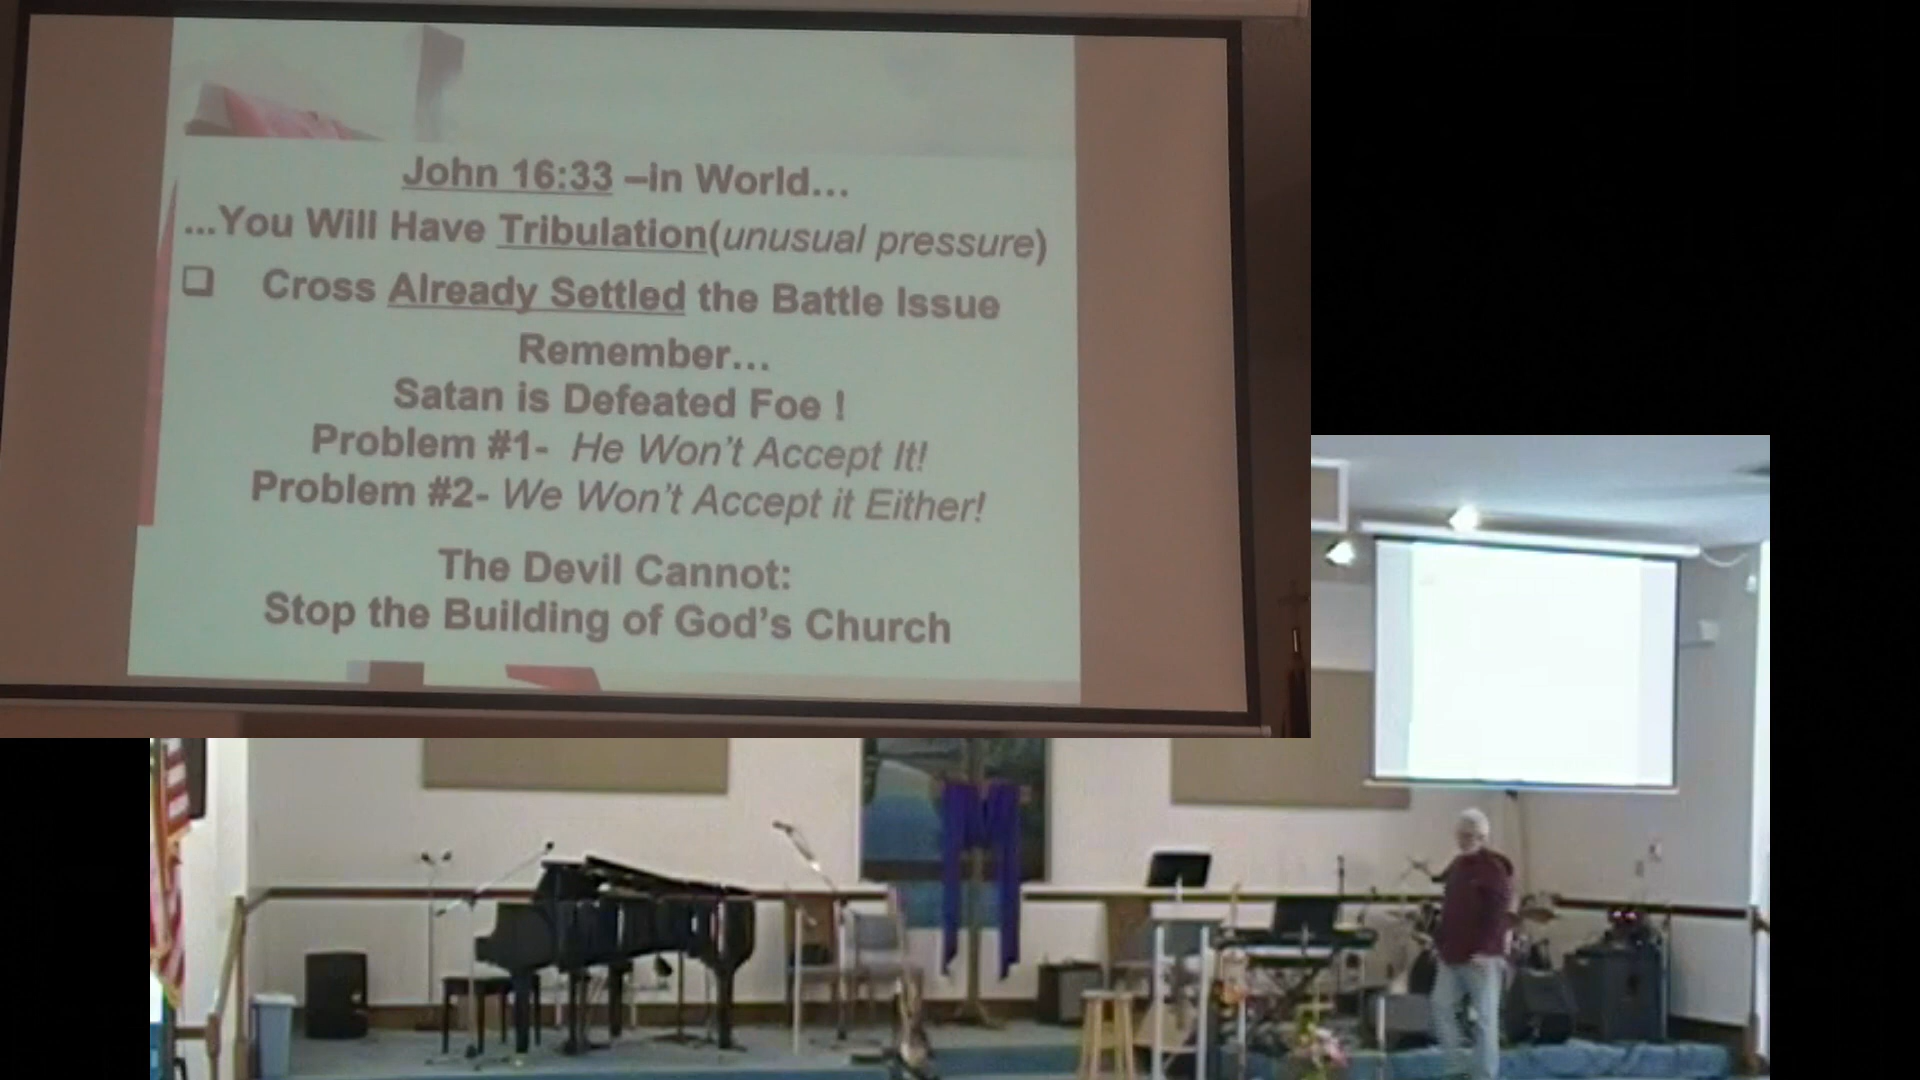 John 16:33 –in World...
...You Will Have Tribulation(unusual pressure)
❑ Cross Already Settled the Battle Issue
Remember...
Satan is Defeated Foe !
Problem #1- He Won't Accept It!
Problem #2- We Won't Accept it Either!
The Devil Cannot:
Stop the Building of God's Church